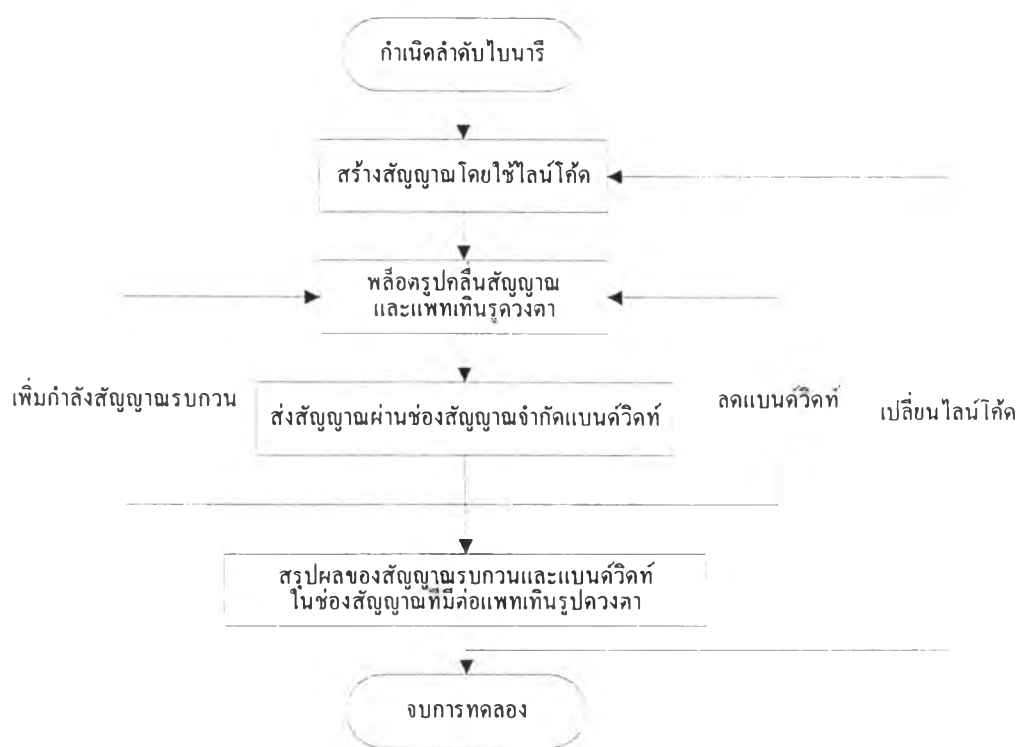 กำเนิดลำดับไบนารี
สร้างสัญญาณโดยใช้ไลน์โค้ด
พล็อตรูปคลื่นสัญญาณ
และแพทเทินรูดวงตา
เพิ่มกำลังสัญญาณรบกวน
ส่งสัญญาณผ่านช่องสัญญาณจำกัดแบนด์วิดท์
ลดแบนด์วิดท์
เปลี่ยนไลน์โค้ด
สรุปผลของสัญญาณรบกวนและแบนด์วิดท์
ในช่องสัญญาณที่มีต่อแพทเทินรูปดวงตา
จบการทดลอง